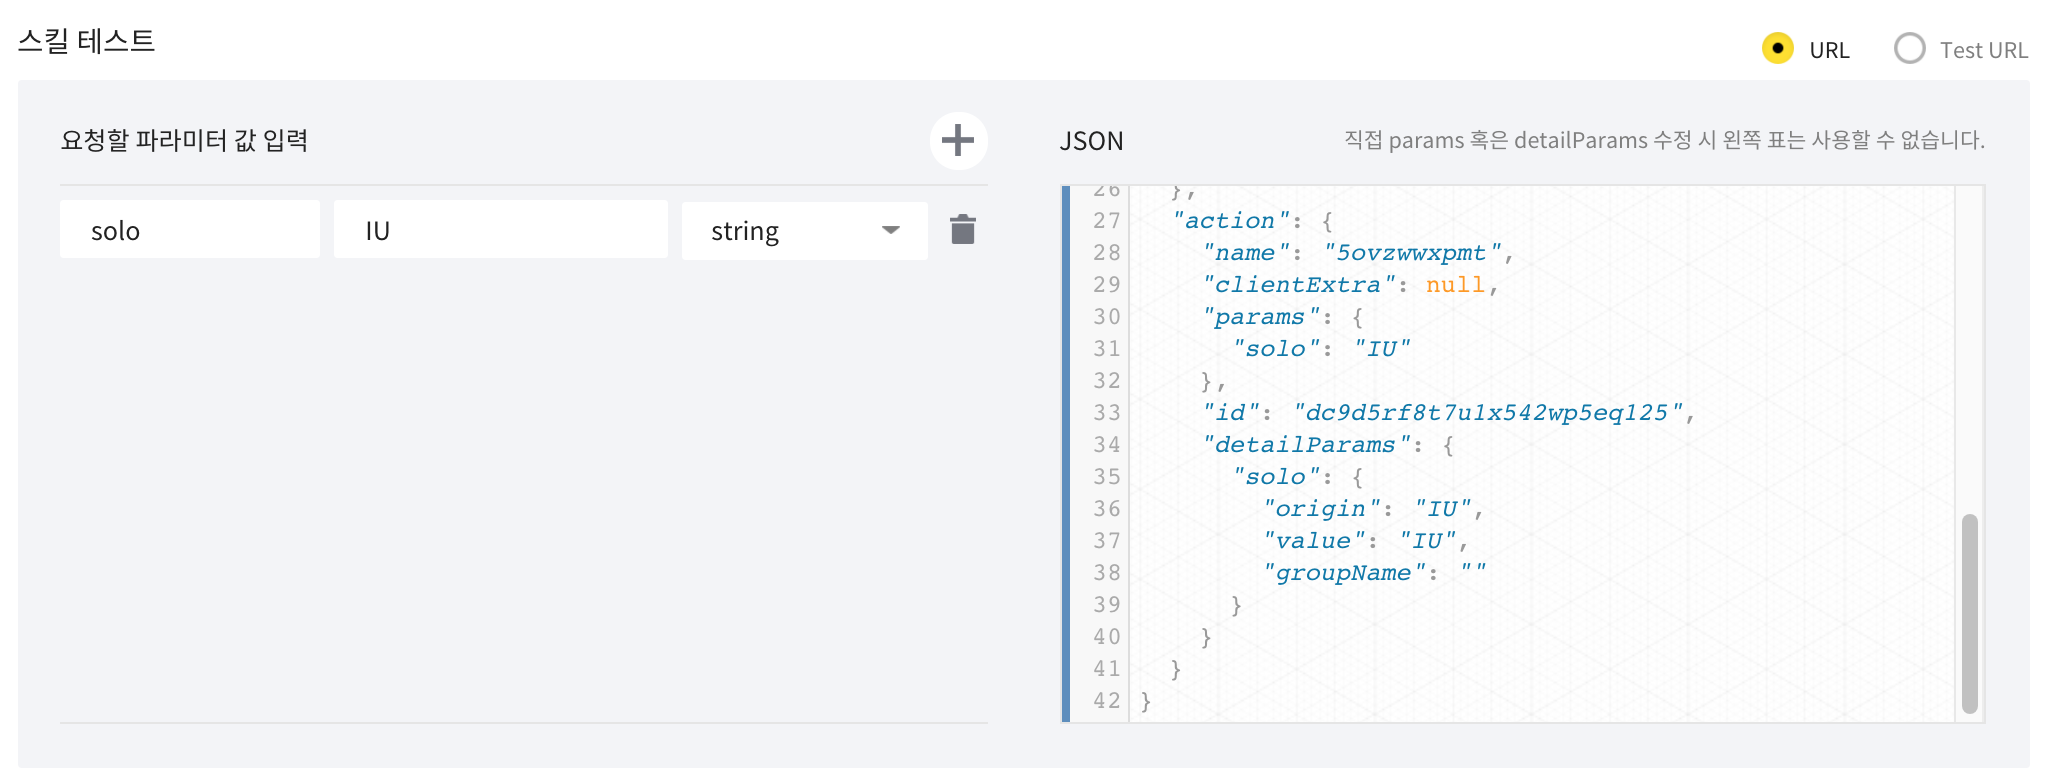 스킬 테스트
URL
Test URL
요청할 파라미터 값 입력
solo
IU
string
JSON
직접 params 혹은 detailParams 수정 시 왼쪽 표는 사용할 수 없습니다.
26 },
27 "action": {
28 "name": "5ovzwwxpmt",
29 "clientExtra": null,
30 "params": {
31 "solo": "IU"
32 },
33 "id": "dc9d5rf8t7u1x542wp5eq125",
34 "detailParams": {
35 "solo": {
36 "origin": "IU",
37 "value": "IU",
38 "groupName": ""
39 }
40 }
41 }
42 }